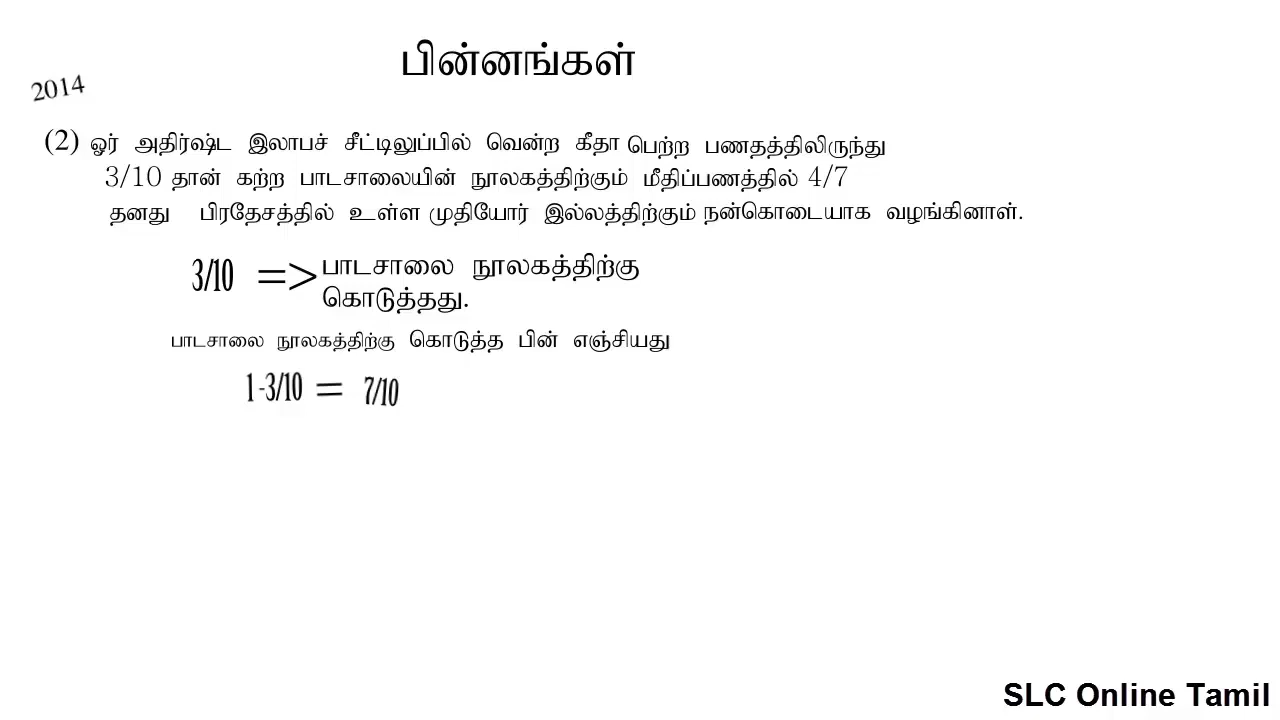 பின்னங்கள்
2014
(2) ஓர் அதிர்ஷ்ட இலாபச் சீட்டிலுப்பில் வென்ற கீதா பெற்ற பணதத்திலிருந்து
3/10 தான் கற்ற பாடசாலையின் நூலகத்திற்கும் மீதிப்பணத்தில் 4/7
தனது பிரதேசத்தில் உள்ள முதியோர் இல்லத்திற்கும் நன்கொடையாக வழங்கினாள்.
3/10 => பாடசாலை நூலகத்திற்கு
கொடுத்தது.
பாடசாலை நூலகத்திற்கு கொடுத்த பின் எஞ்சியது
1-3/10 = 7/10
SLC Online Tamil